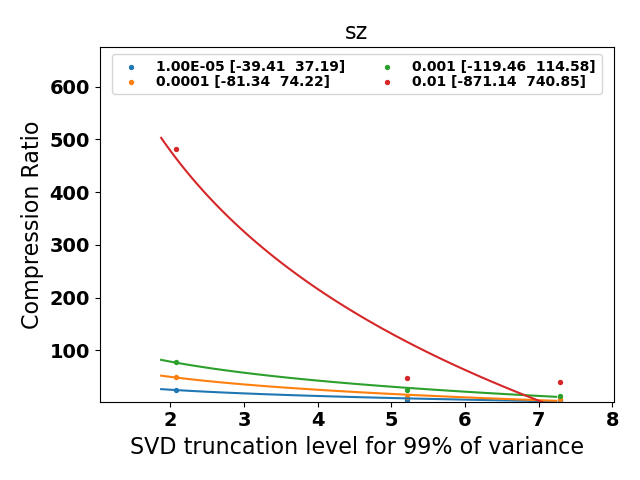 sz
1.00E-05 [-39.41  37.19]
0.0001 [-81.34  74.22]
0.001 [-119.46  114.58]
0.01 [-871.14  740.85]
Compression Ratio
600
500
400
300
200
100
2 3 4 5 6 7 8
SVD truncation level for 99% of variance